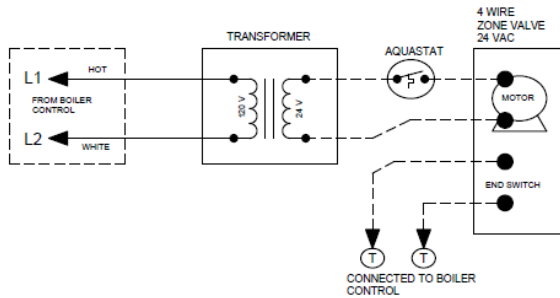 4 WIRE
ZONE VALVE
24 VAC
TRANSFORMER
AQUASTAT
L1
HOT
FROM BOILER
CONTROL
L2
WHITE
120 V
24 V
MOTOR
END SWITCH
T
T
CONNECTED TO BOILER
CONTROL